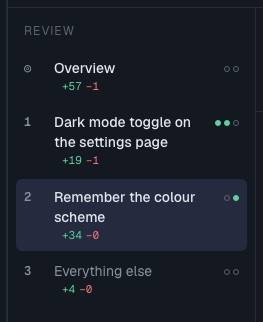 REVIEW
Overview
+57 −1
1 Dark mode toggle on
the settings page
+19 −1
2 Remember the colour
scheme
+34 −0
3 Everything else
+4 −0